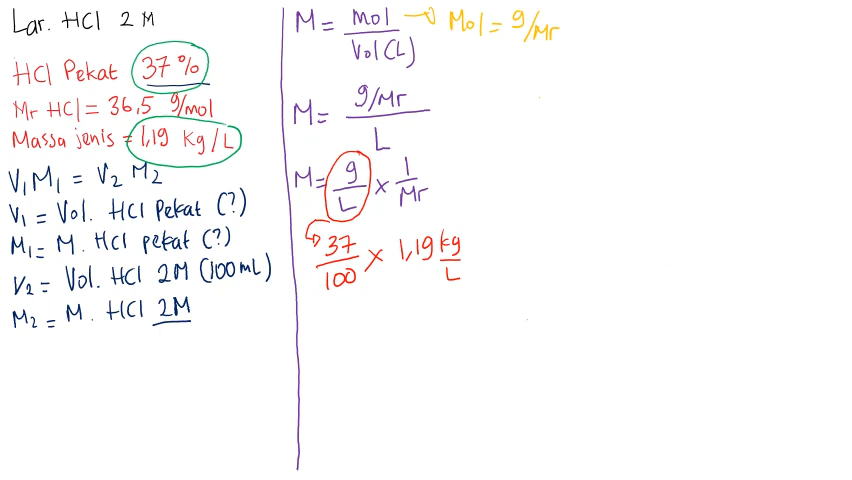 Lar. HCl 2 M
HCl Pekat 37%
Mr HCl = 36,5 g/mol
Massa jenis = 1,19 Kg/L
V₁M₁ = V₂ M₂
V₁ = Vol. HCl Pekat (?)
M₁ = M. HCl pekat (?)
V₂ = Vol. HCl 2M (100 mL)
M₂ = M. HCl 2M
M = mol / Vol (L) → Mol = g/Mr
M = g/Mr / L
M = g/L × 1/Mr
37/100 × 1,19 kg/L